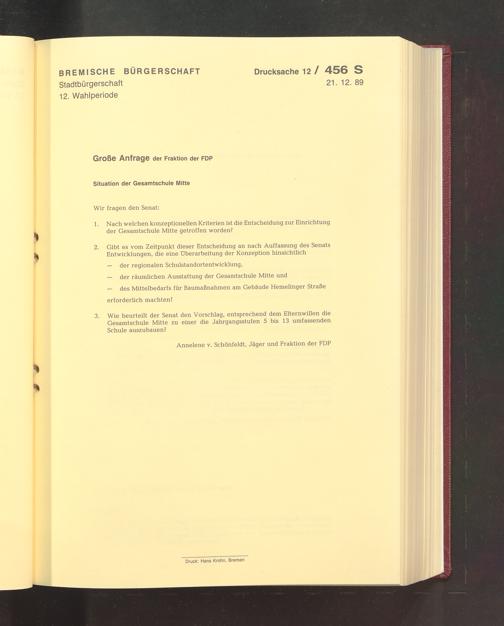 BREMISCHE BÜRGERSCHAFT
Stadtbürgerschaft
12. Wahlperiode
Drucksache 12 / 456 S
21. 12. 89
Große Anfrage der Fraktion der FDP
Situation der Gesamtschule Mitte
Wir fragen den Senat:
1. Nach welchen konzeptionellen Kriterien ist die Entscheidung zur Einrichtung
der Gesamtschule Mitte getroffen worden?
2. Gibt es vom Zeitpunkt dieser Entscheidung an nach Auffassung des Senats
Entwicklungen, die eine Überarbeitung der Konzeption hinsichtlich
— der regionalen Schulstandortentwicklung,
— der räumlichen Ausstattung der Gesamtschule Mitte und
— des Mittelbedarfs für Baumaßnahmen am Gebäude Hemelinger Straße
erforderlich machten?
3. Wie beurteilt der Senat den Vorschlag, entsprechend dem Elternwillen die
Gesamtschule Mitte zu einer die Jahrgangsstufen 5 bis 13 umfassenden
Schule auszubauen?
Annelene v. Schönfeldt, Jäger und Fraktion der FDP
Druck: Hans Krohn, Bremen